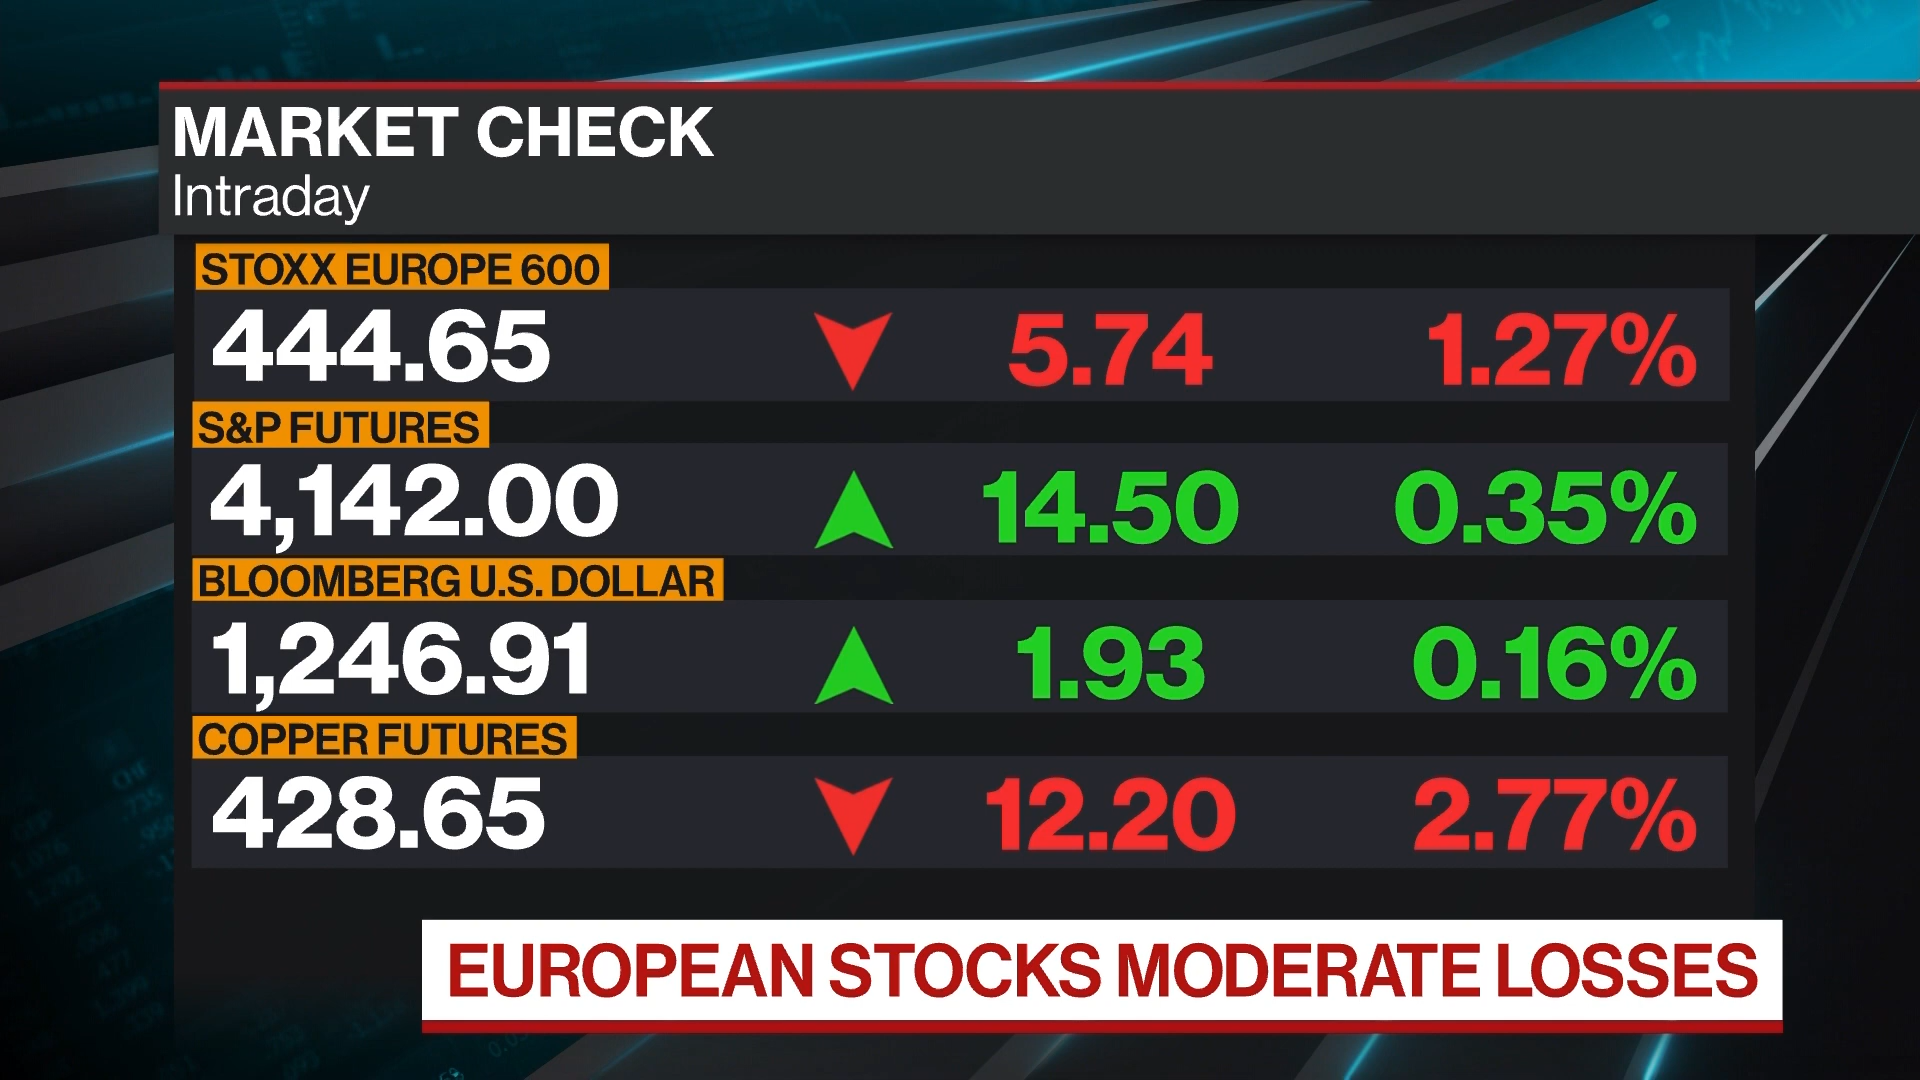 MARKET CHECK
Intraday
STOXX EUROPE 600
444.65 5.74 1.27%
S&P FUTURES
4,142.00 14.50 0.35%
BLOOMBERG U.S. DOLLAR
1,246.91 1.93 0.16%
COPPER FUTURES
428.65 12.20 2.77%
EUROPEAN STOCKS MODERATE LOSSES